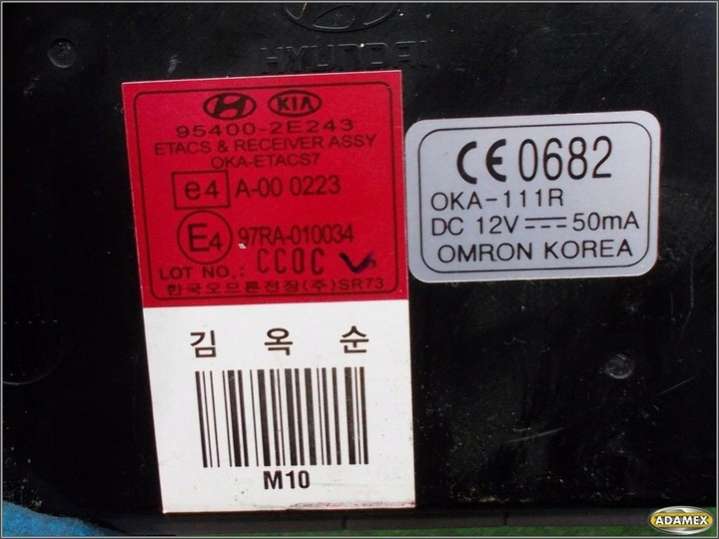 HYUNDAI
KIA
95400-2E243
ETACS & RECEIVER ASSY
OKA-ETACS7
e4 A-00 0223
E4 97RA-010034
LOT NO.: CCOC
한국오므론전장(주)SR73
김 옥 순
M10
CE0682
OKA-111R
DC 12V 50mA
OMRON KOREA
ADAMEX